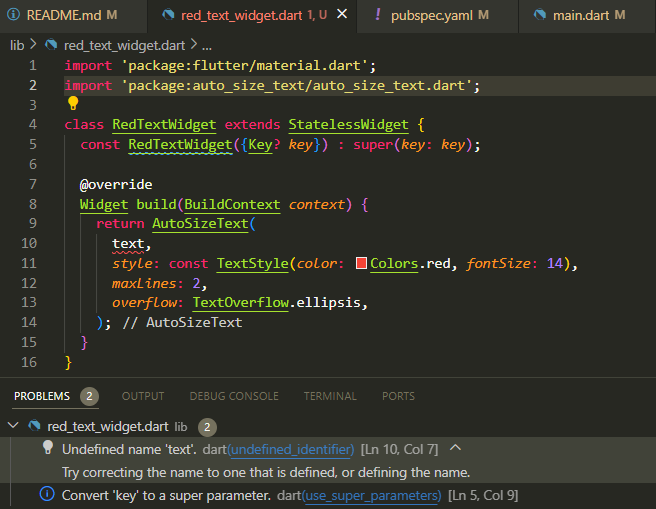 README.md M red_text_widget.dart 1, U pubspec.yaml M main.dart M
lib > red_text_widget.dart > ...
1 import 'package:flutter/material.dart';
2 import 'package:auto_size_text/auto_size_text.dart';
3
4 class RedTextWidget extends StatelessWidget {
5 const RedTextWidget({Key? key}) : super(key: key);
6
7 @override
8 Widget build(BuildContext context) {
9 return AutoSizeText(
10 text,
11 style: const TextStyle(color: Colors.red, fontSize: 14),
12 maxLines: 2,
13 overflow: TextOverflow.ellipsis,
14 ); // AutoSizeText
15 }
16 }
PROBLEMS 2 OUTPUT DEBUG CONSOLE TERMINAL PORTS
red_text_widget.dart lib 2
Undefined name 'text'. dart(undefined_identifier) [Ln 10, Col 7]
Try correcting the name to one that is defined, or defining the name.
Convert 'key' to a super parameter. dart(use_super_parameters) [Ln 5, Col 9]